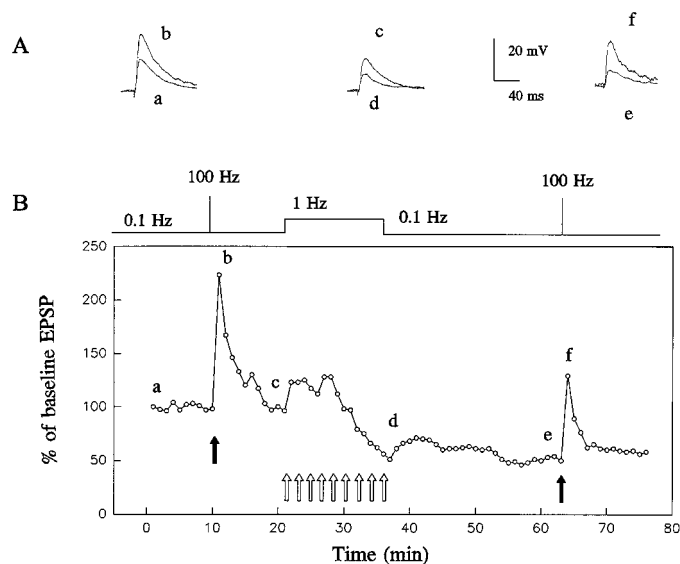 A
b
a
c
d
20 mV
40 ms
f
e
B
0.1 Hz
100 Hz
1 Hz
0.1 Hz
100 Hz
% of baseline EPSP
250
200
150
100
50
0
a
b
c
d
e
f
0
10
20
30
40
50
60
70
80
Time (min)